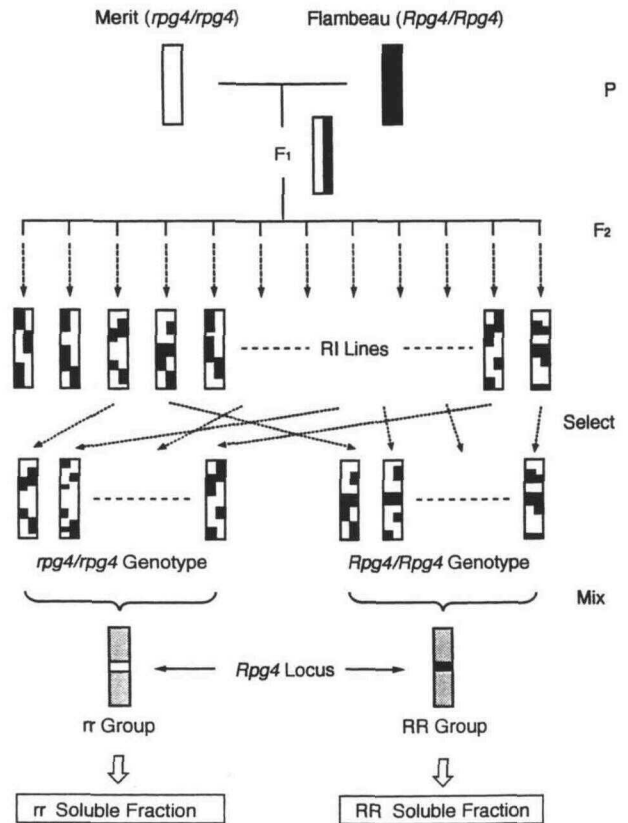 Merit (rpg4/rpg4) Flambeau (Rpg4/Rpg4)
P
F₁
F₂
RI Lines
Select
rpg4/rpg4 Genotype Rpg4/Rpg4 Genotype
Mix
Rpg4 Locus
rr Group RR Group
rr Soluble Fraction RR Soluble Fraction